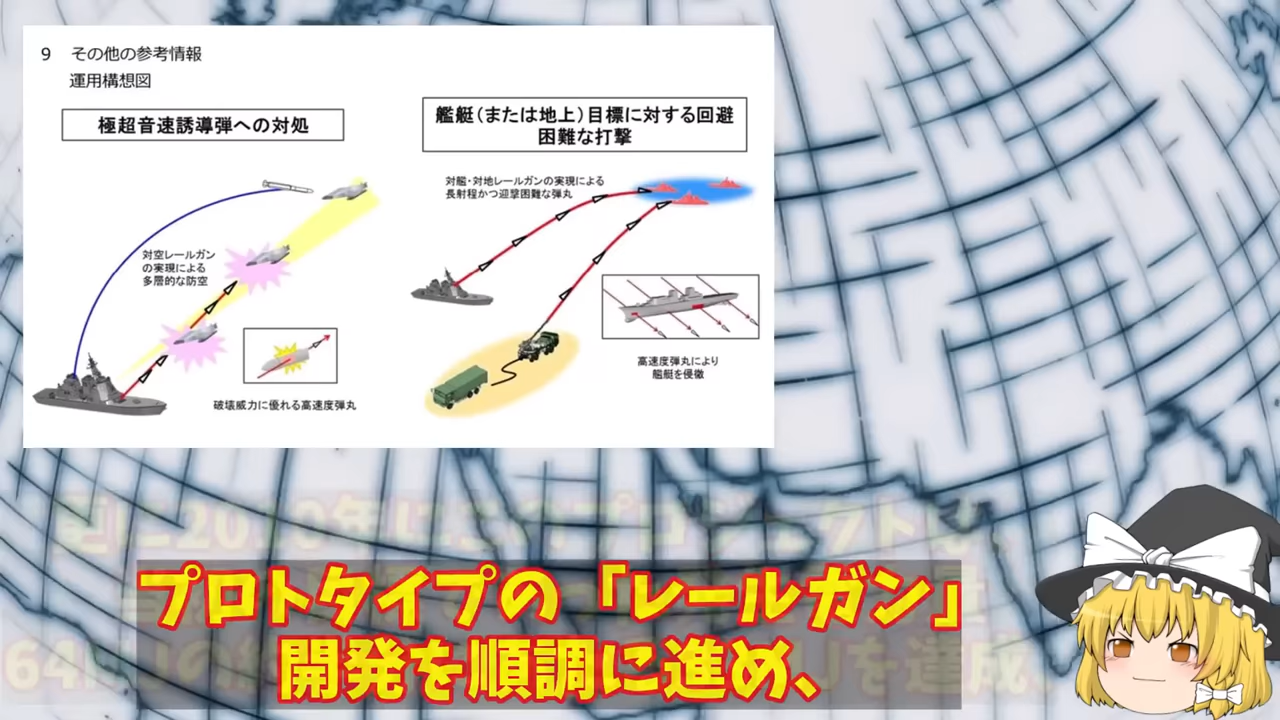 9 その他の参考情報
運用構想図
極超音速誘導弾への対処
対空レールガン
の実現による
多層的な防空
破壊威力に優れる高速度弾丸
艦艇(または地上)目標に対する回避
困難な打撃
対艦・対地レールガンの実現による
長射程かつ迎撃困難な弾丸
高速度弾丸により
艦艇を侵徹
プロトタイプの「レールガン」
開発を順調に進め、